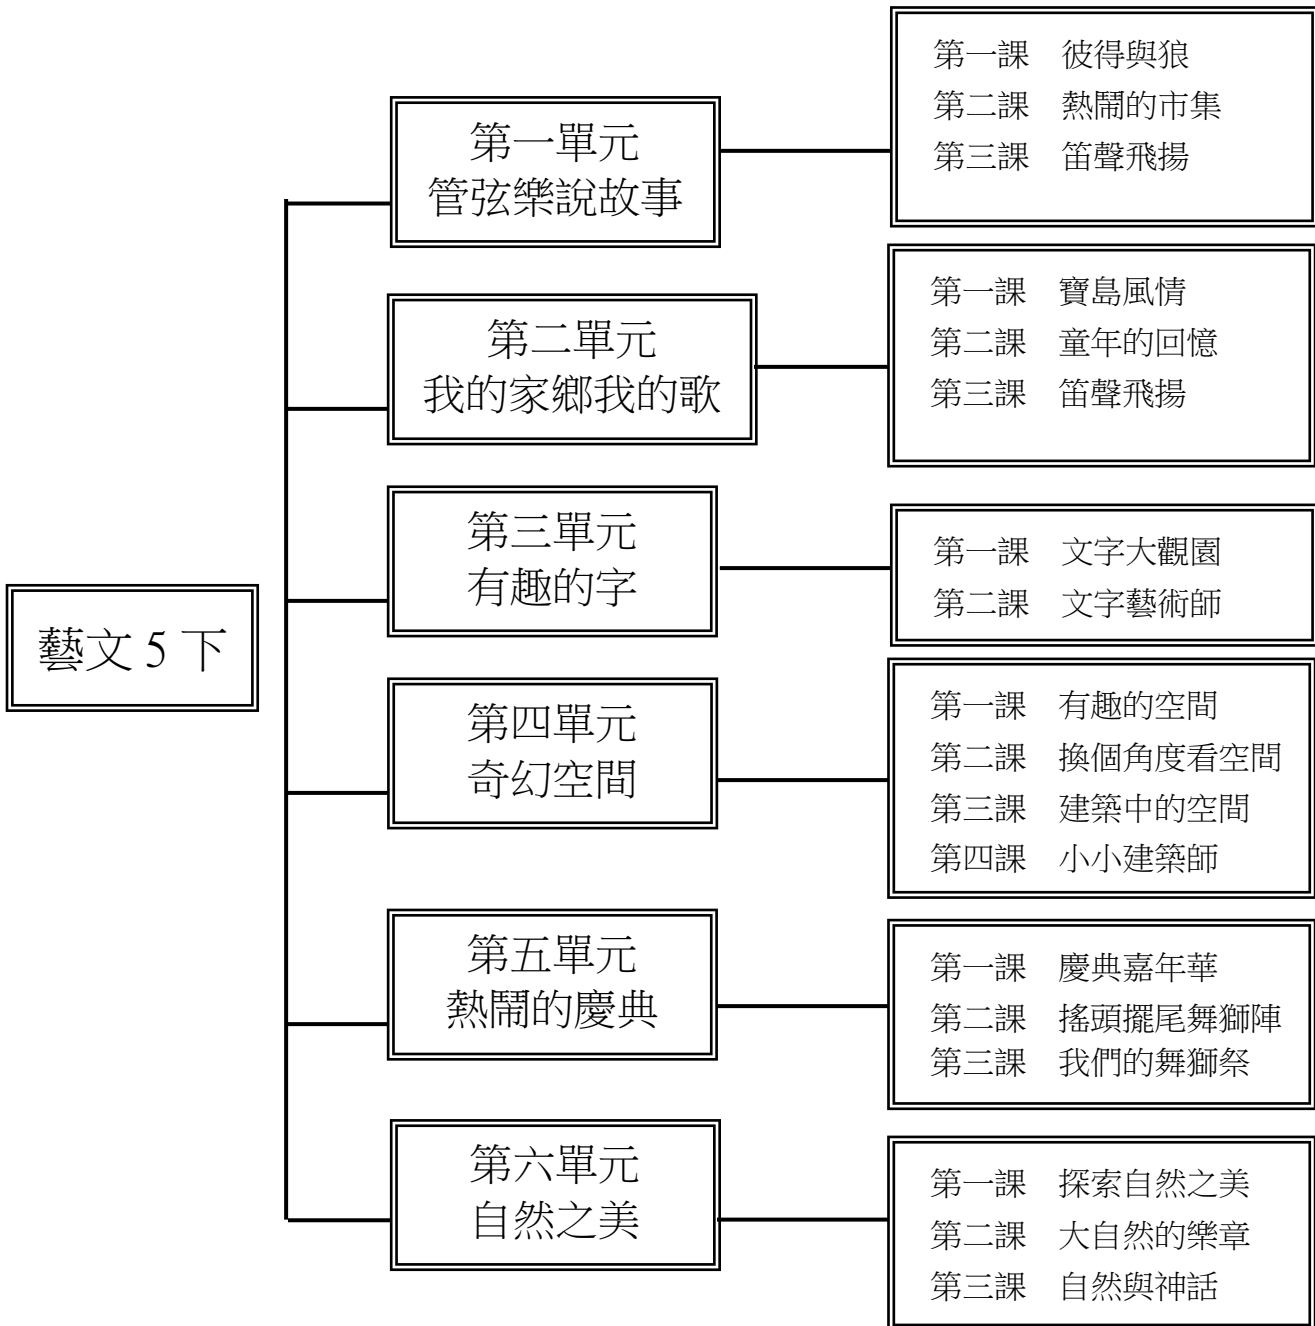 藝文 5 下
第一單元
管弦樂說故事
第一課　彼得與狼
第二課　熱鬧的市集
第三課　笛聲飛揚
第二單元
我的家鄉我的歌
第一課　寶島風情
第二課　童年的回憶
第三課　笛聲飛揚
第三單元
有趣的字
第一課　文字大觀園
第二課　文字藝術師
第四單元
奇幻空間
第一課　有趣的空間
第二課　換個角度看空間
第三課　建築中的空間
第四課　小小建築師
第五單元
熱鬧的慶典
第一課　慶典嘉年華
第二課　搖頭擺尾舞獅陣
第三課　我們的舞獅祭
第六單元
自然之美
第一課　探索自然之美
第二課　大自然的樂章
第三課　自然與神話